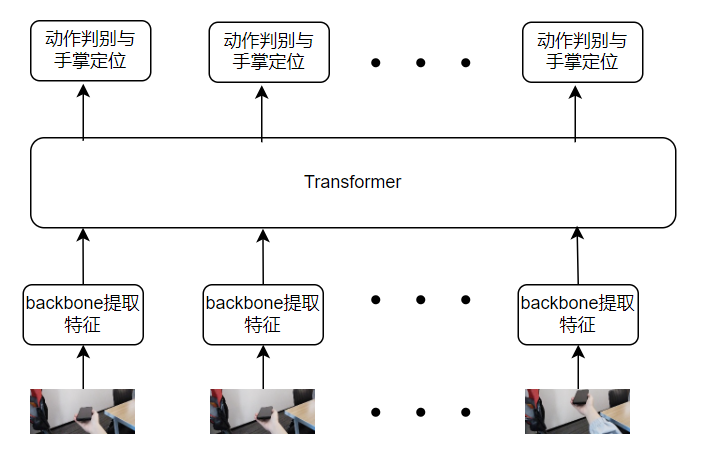 动作判别与
手掌定位
动作判别与
手掌定位
动作判别与
手掌定位
Transformer
backbone提取
特征
backbone提取
特征
backbone提取
特征